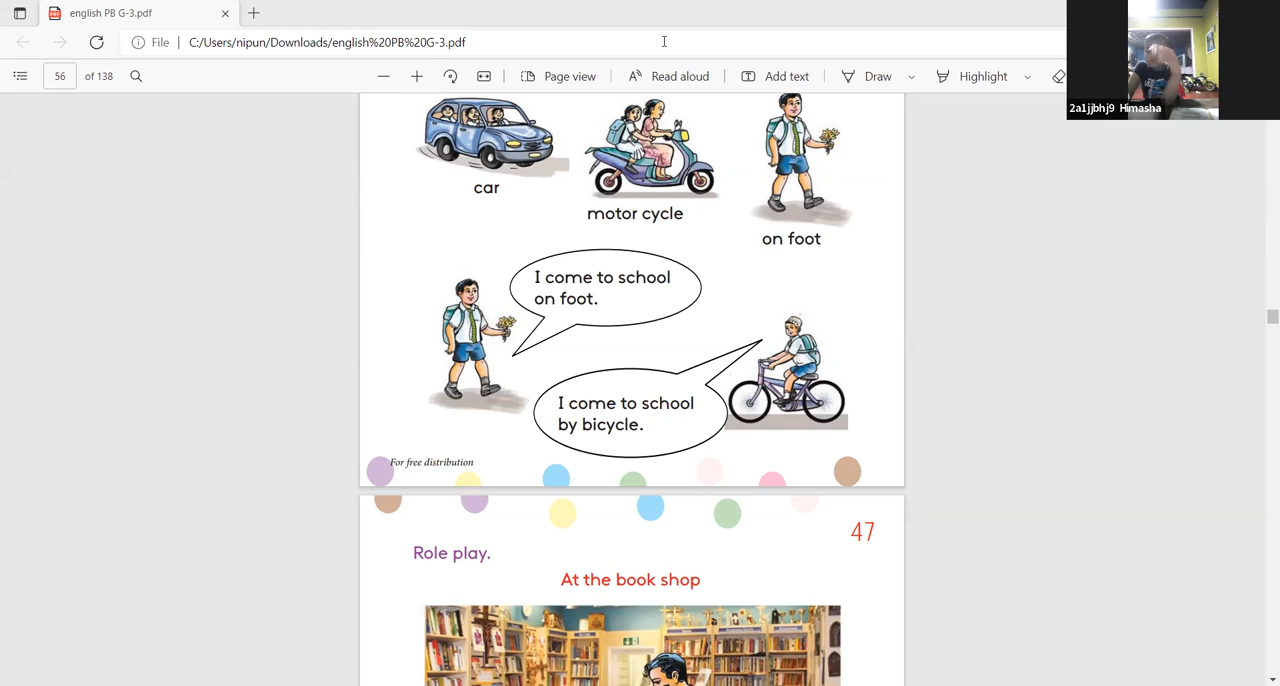 english PB G-3.pdf
File
C:/Users/nipun/Downloads/english%20PB%20G-3.pdf
56 of 138
Page view
Read aloud
Add text
Draw
Highlight
2a1jjbhj9 Himasha
car
motor cycle
on foot
I come to school
on foot.
I come to school
by bicycle.
For free distribution
47
Role play.
At the book shop